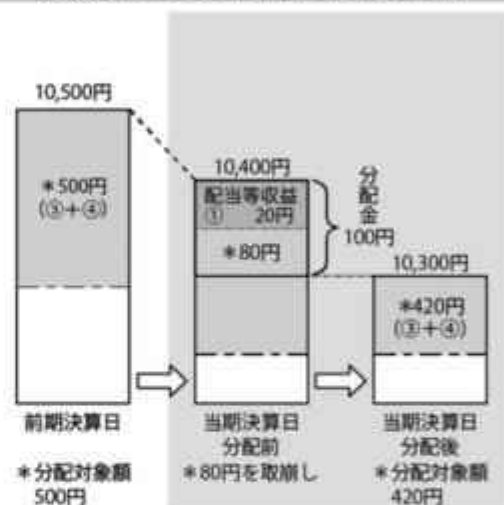 10,500円
＊500円
(③+④)
前期決算日
＊分配対象額
500円
10,400円
配当等収益
① 20円
＊80円
分配金
100円
当期決算日
分配前
＊80円を取崩し
10,300円
＊420円
(③+④)
当期決算日
分配後
＊分配対象額
420円